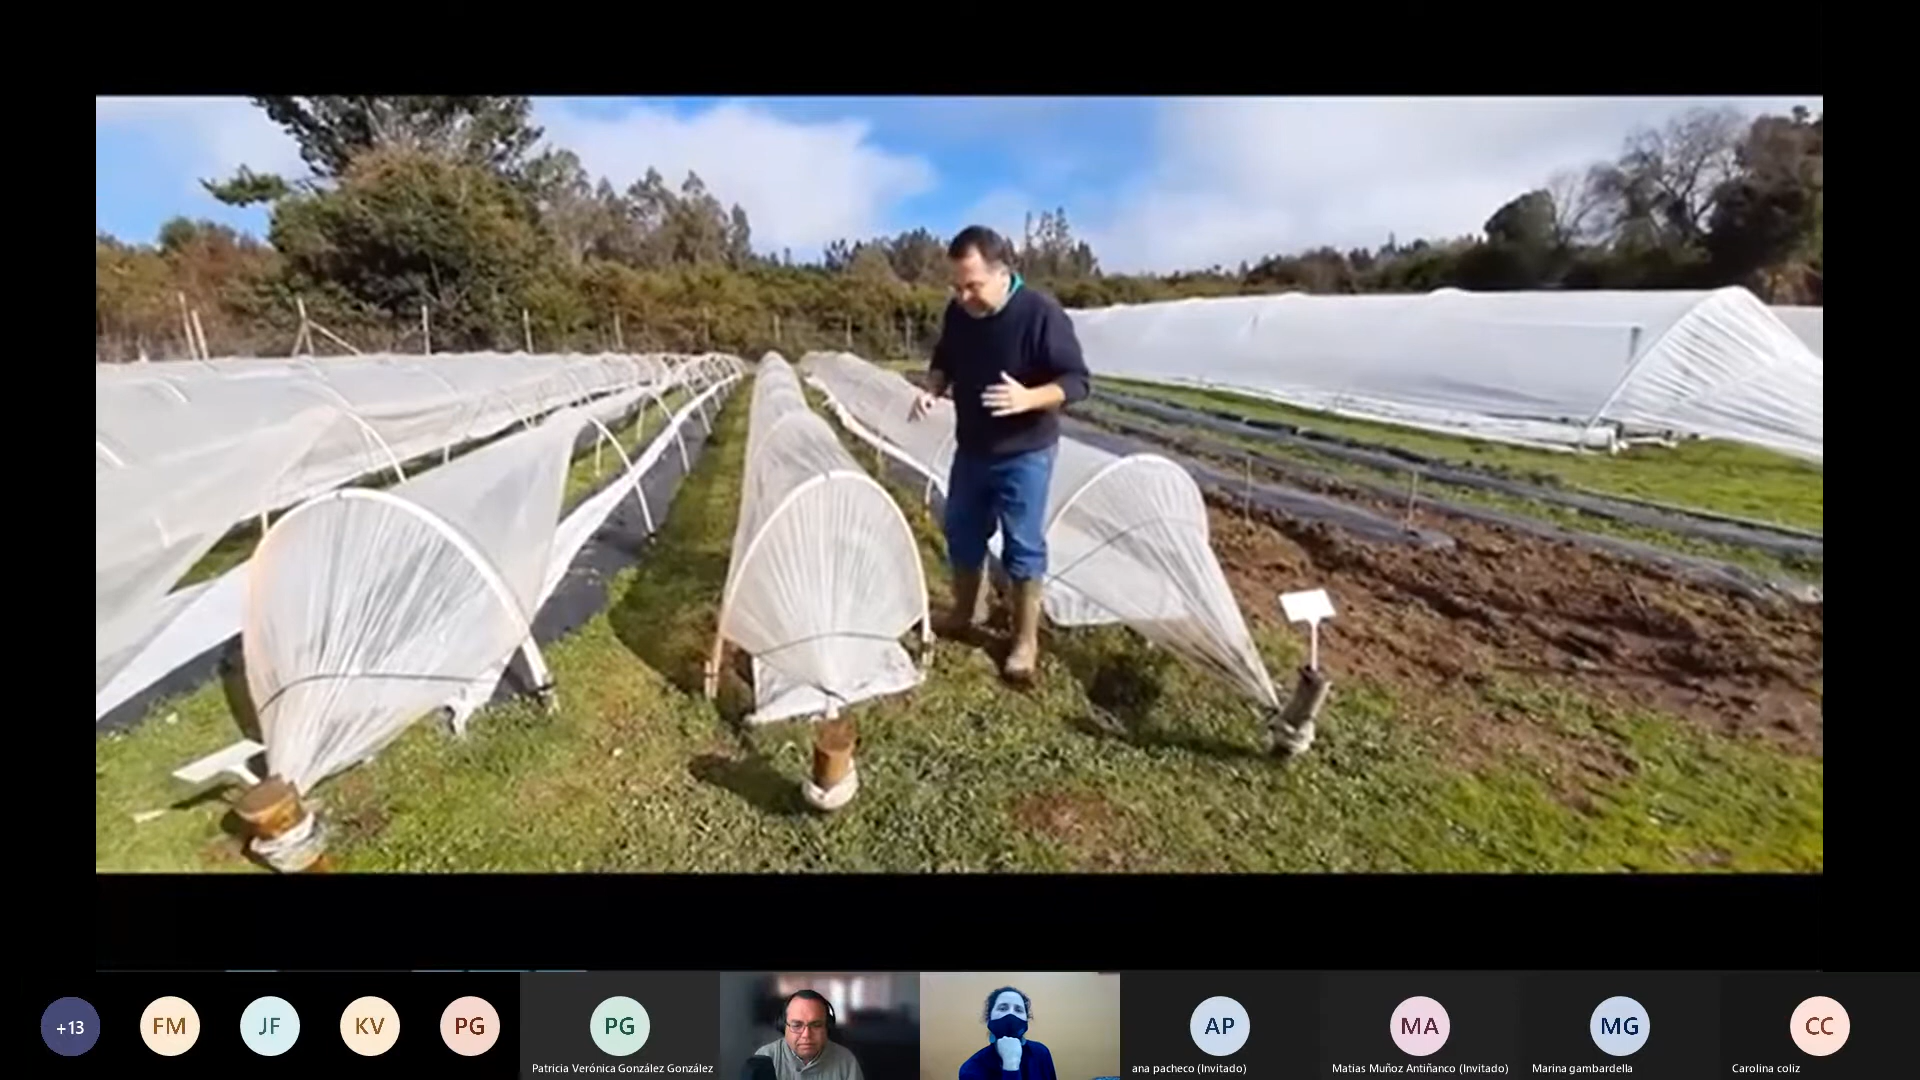 +13
FM
JF
KV
PG
PG
Patricia Verónica González González
AP
ana pacheco (Invitado)
MA
Matias Muñoz Antiñanco (Invitado)
MG
Marina gambardella
CC
Carolina coliz